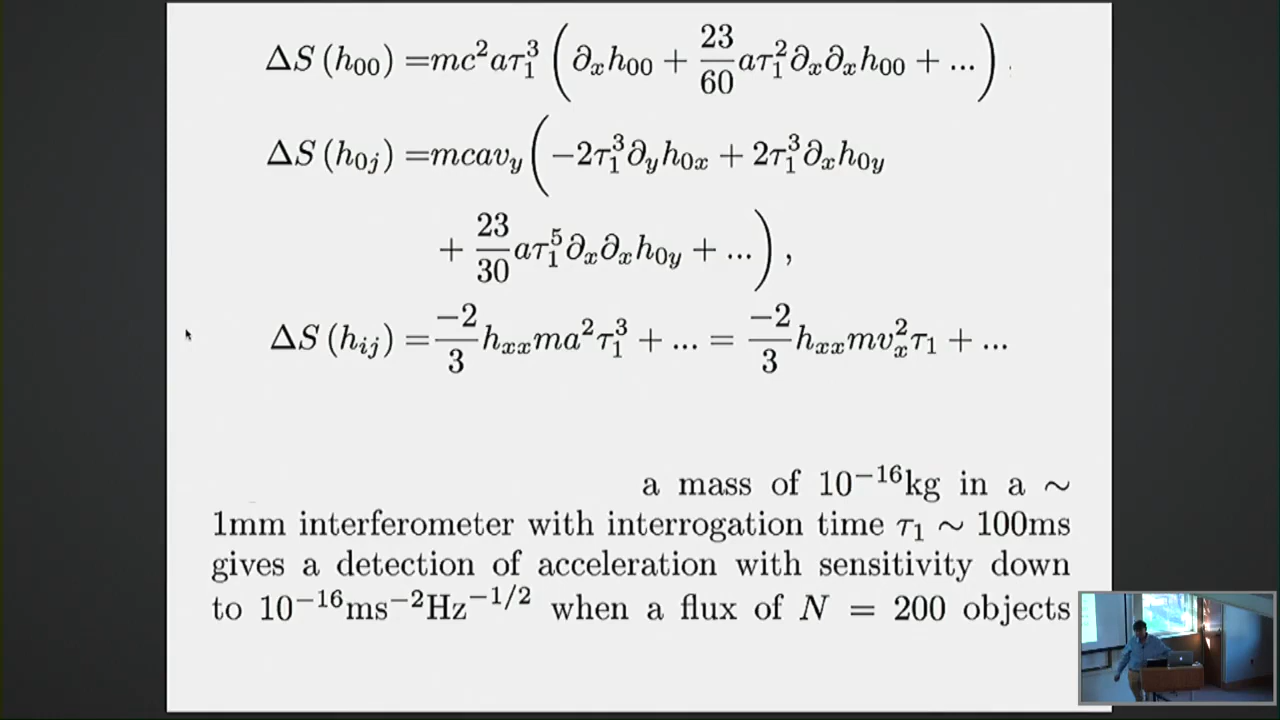 ΔS (h₀₀) =mc²aτ₁³ (∂ₓh₀₀ + 23/60 aτ₁²∂ₓ∂ₓh₀₀ + ...)
ΔS (h₀ⱼ) =mcavᵧ (−2τ₁³∂ᵧh₀ₓ + 2τ₁³∂ₓh₀ᵧ
+ 23/30 aτ₁⁵∂ₓ∂ₓh₀ᵧ + ...) ,
ΔS (hᵢⱼ) = −2/3 hₓₓma²τ₁³ + ... = −2/3 hₓₓmvₓ²τ₁ + ...
a mass of 10⁻¹⁶kg in a ∼
1mm interferometer with interrogation time τ₁ ∼ 100ms
gives a detection of acceleration with sensitivity down
to 10⁻¹⁶ms⁻²Hz⁻¹/² when a flux of N = 200 objects